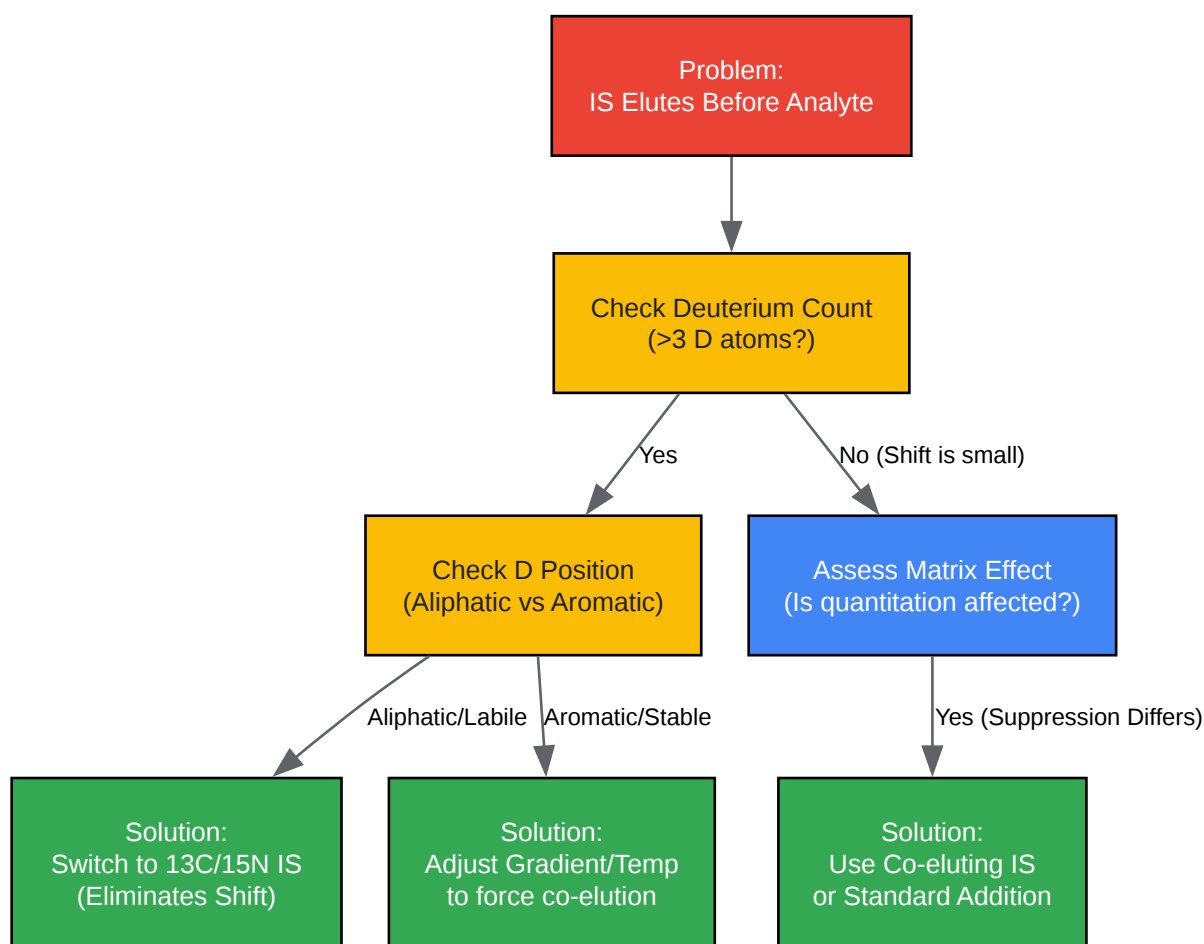 Problem:
IS Elutes Before Analyte
Check Deuterium Count
(>3 D atoms?)
Yes
No (Shift is small)
Check D Position
(Aliphatic vs Aromatic)
Assess Matrix Effect
(Is quantitation affected?)
Aliphatic/Labile
Aromatic/Stable
Yes (Suppression Differs)
Solution:
Switch to 13C/15N IS
(Eliminates Shift)
Solution:
Adjust Gradient/Temp
to force co-elution
Solution:
Use Co-eluting IS
or Standard Addition